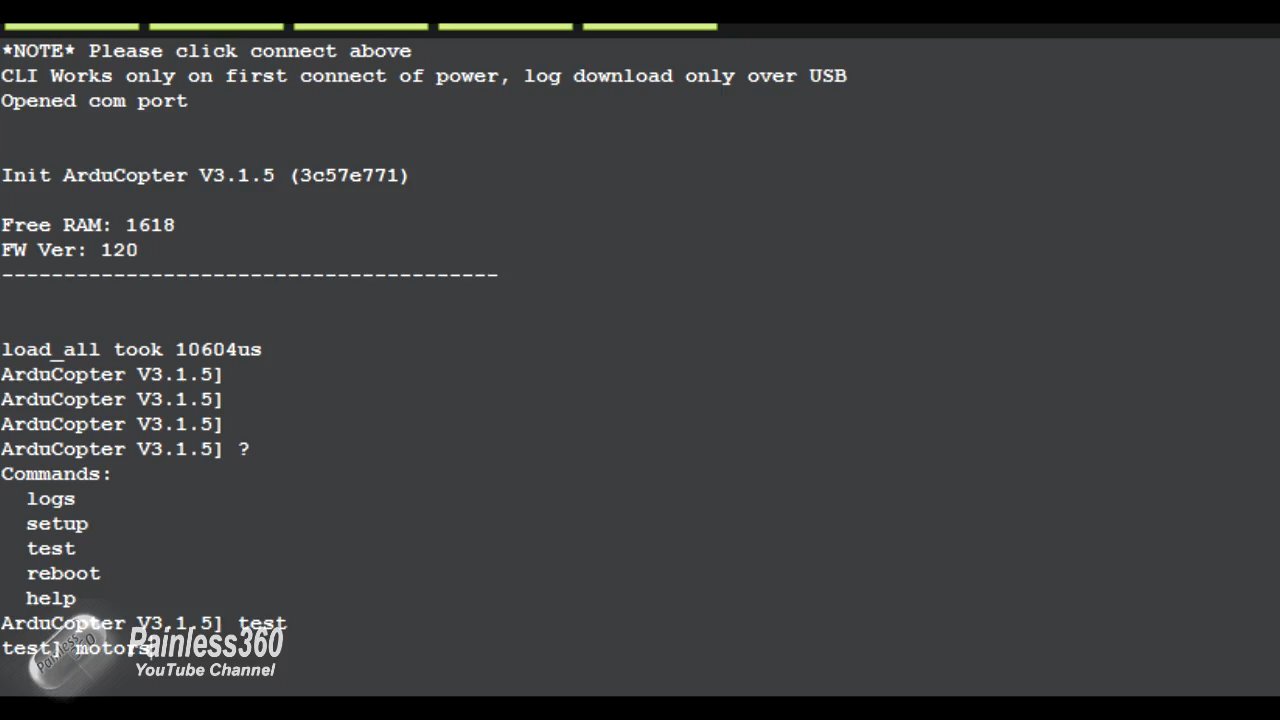 *NOTE* Please click connect above
CLI Works only on first connect of power, log download only over USB
Opened com port
Init ArduCopter V3.1.5 (3c57e771)
Free RAM: 1618
FW Ver: 120
----------------------------------------
load_all took 10604us
ArduCopter V3.1.5]
ArduCopter V3.1.5]
ArduCopter V3.1.5]
ArduCopter V3.1.5] ?
Commands:
logs
setup
test
reboot
help
ArduCopter V3.1.5] test
test] motors
Painless360
Painless360
YouTube Channel